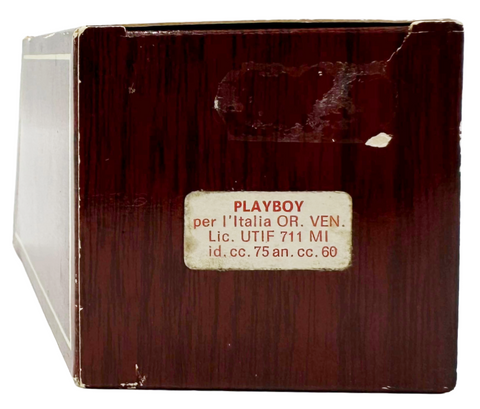 PLAYBOY
per l'Italia OR. VEN.
Lic. UTIF 711 MI
id. cc. 75 an. cc. 60